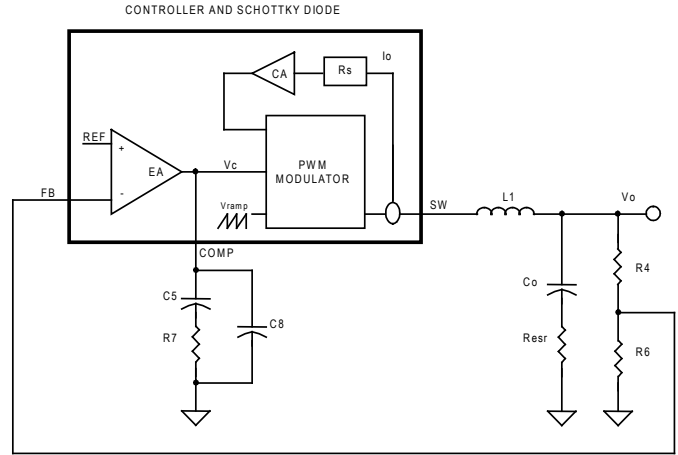 CONTROLLER AND SCHOTTKY DIODE
Io
CA
Rs
REF
+
EA
-
Vc
PWM
MODULATOR
FB
Vramp
SW
L1
Vo
COMP
R4
C5
Co
C8
R7
Resr
R6